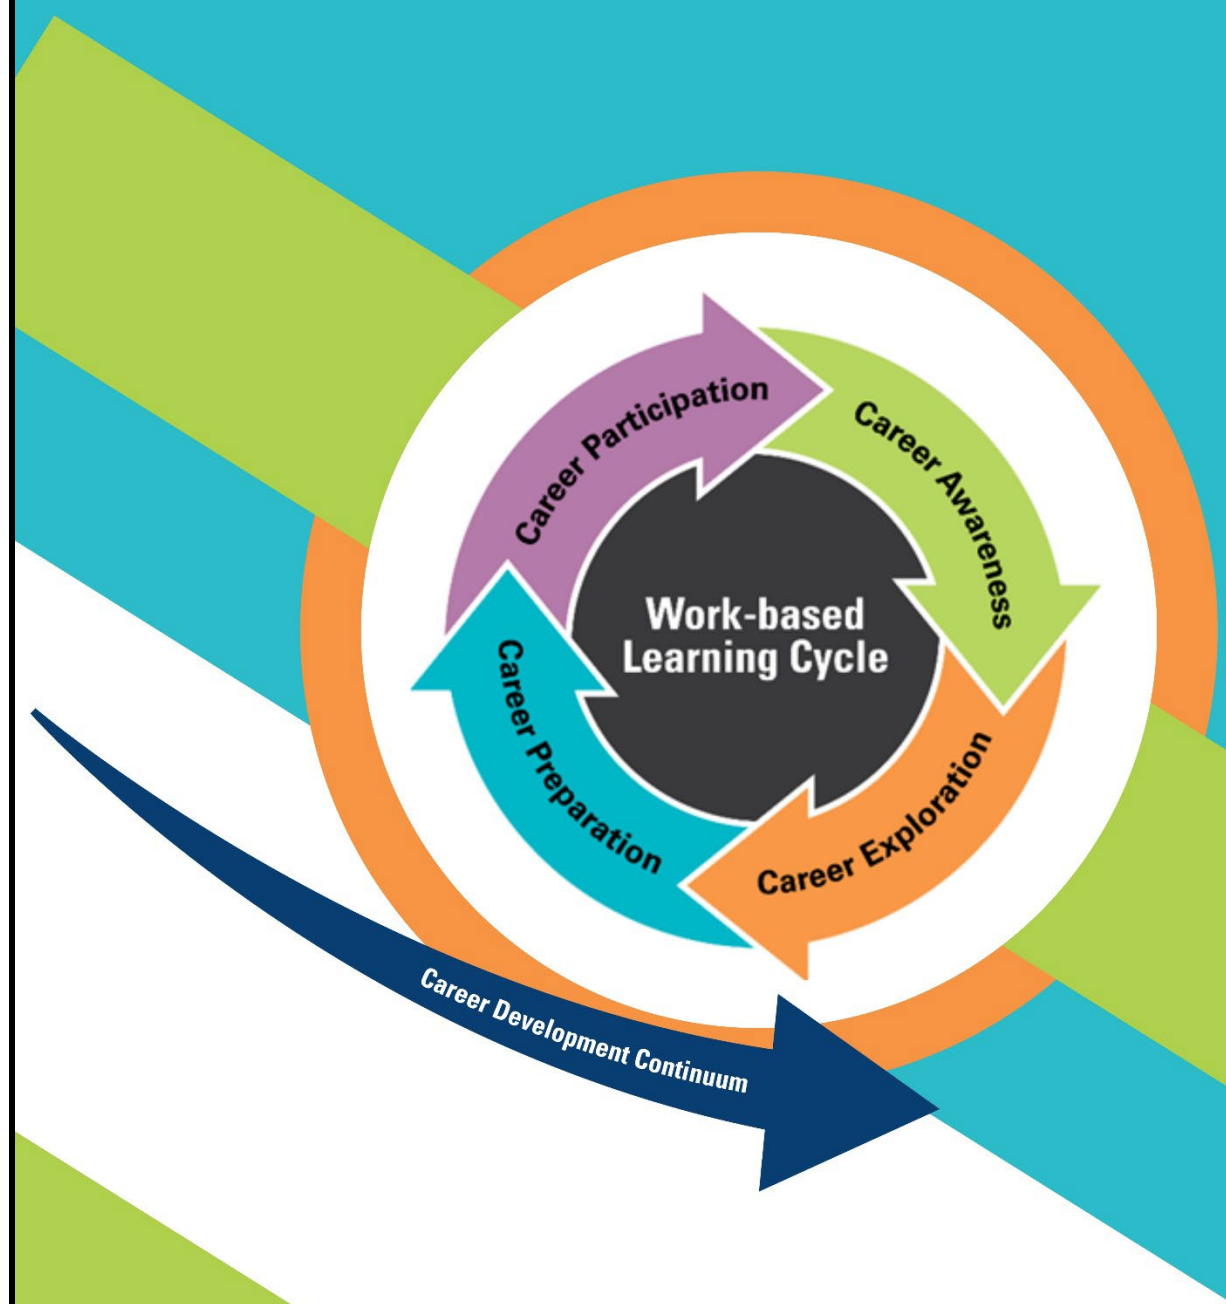 Career Participation
Career Awareness
Work-based
Learning Cycle
Career Preparation
Career Exploration
Career Development Continuum